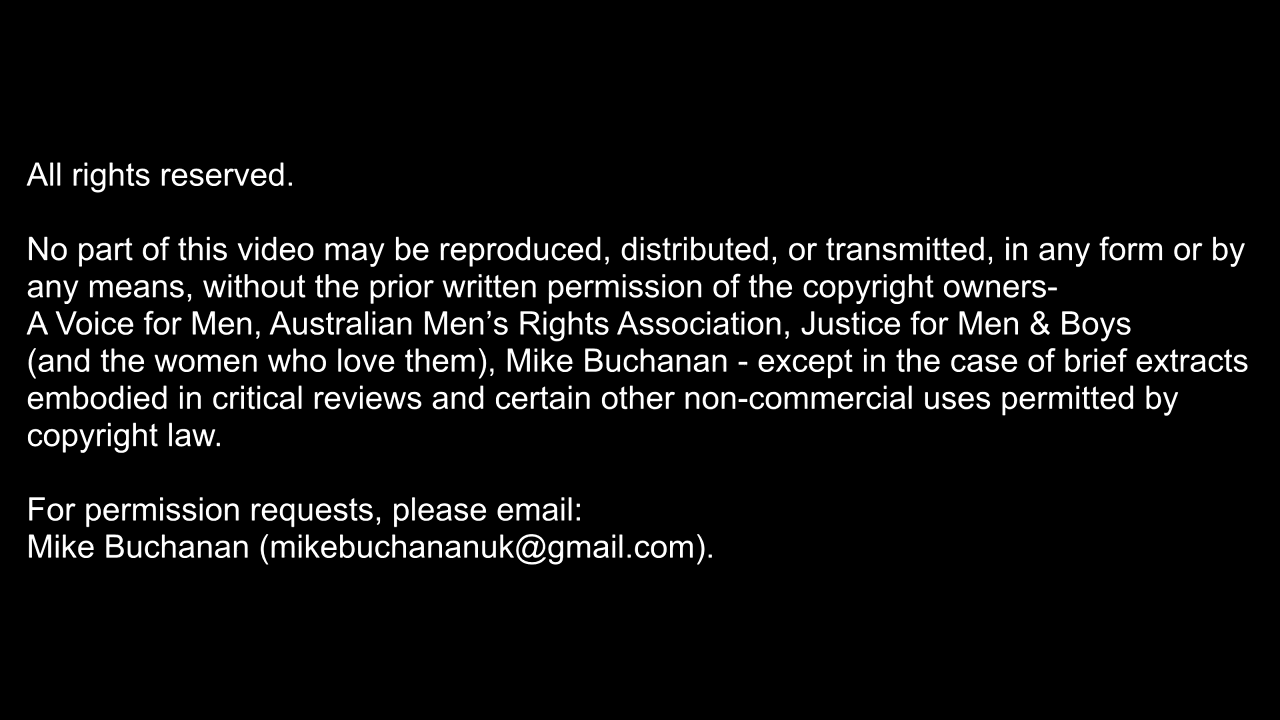 All rights reserved.
No part of this video may be reproduced, distributed, or transmitted, in any form or by
any means, without the prior written permission of the copyright owners-
A Voice for Men, Australian Men’s Rights Association, Justice for Men & Boys
(and the women who love them), Mike Buchanan - except in the case of brief extracts
embodied in critical reviews and certain other non-commercial uses permitted by
copyright law.
For permission requests, please email:
Mike Buchanan (mikebuchananuk@gmail.com).